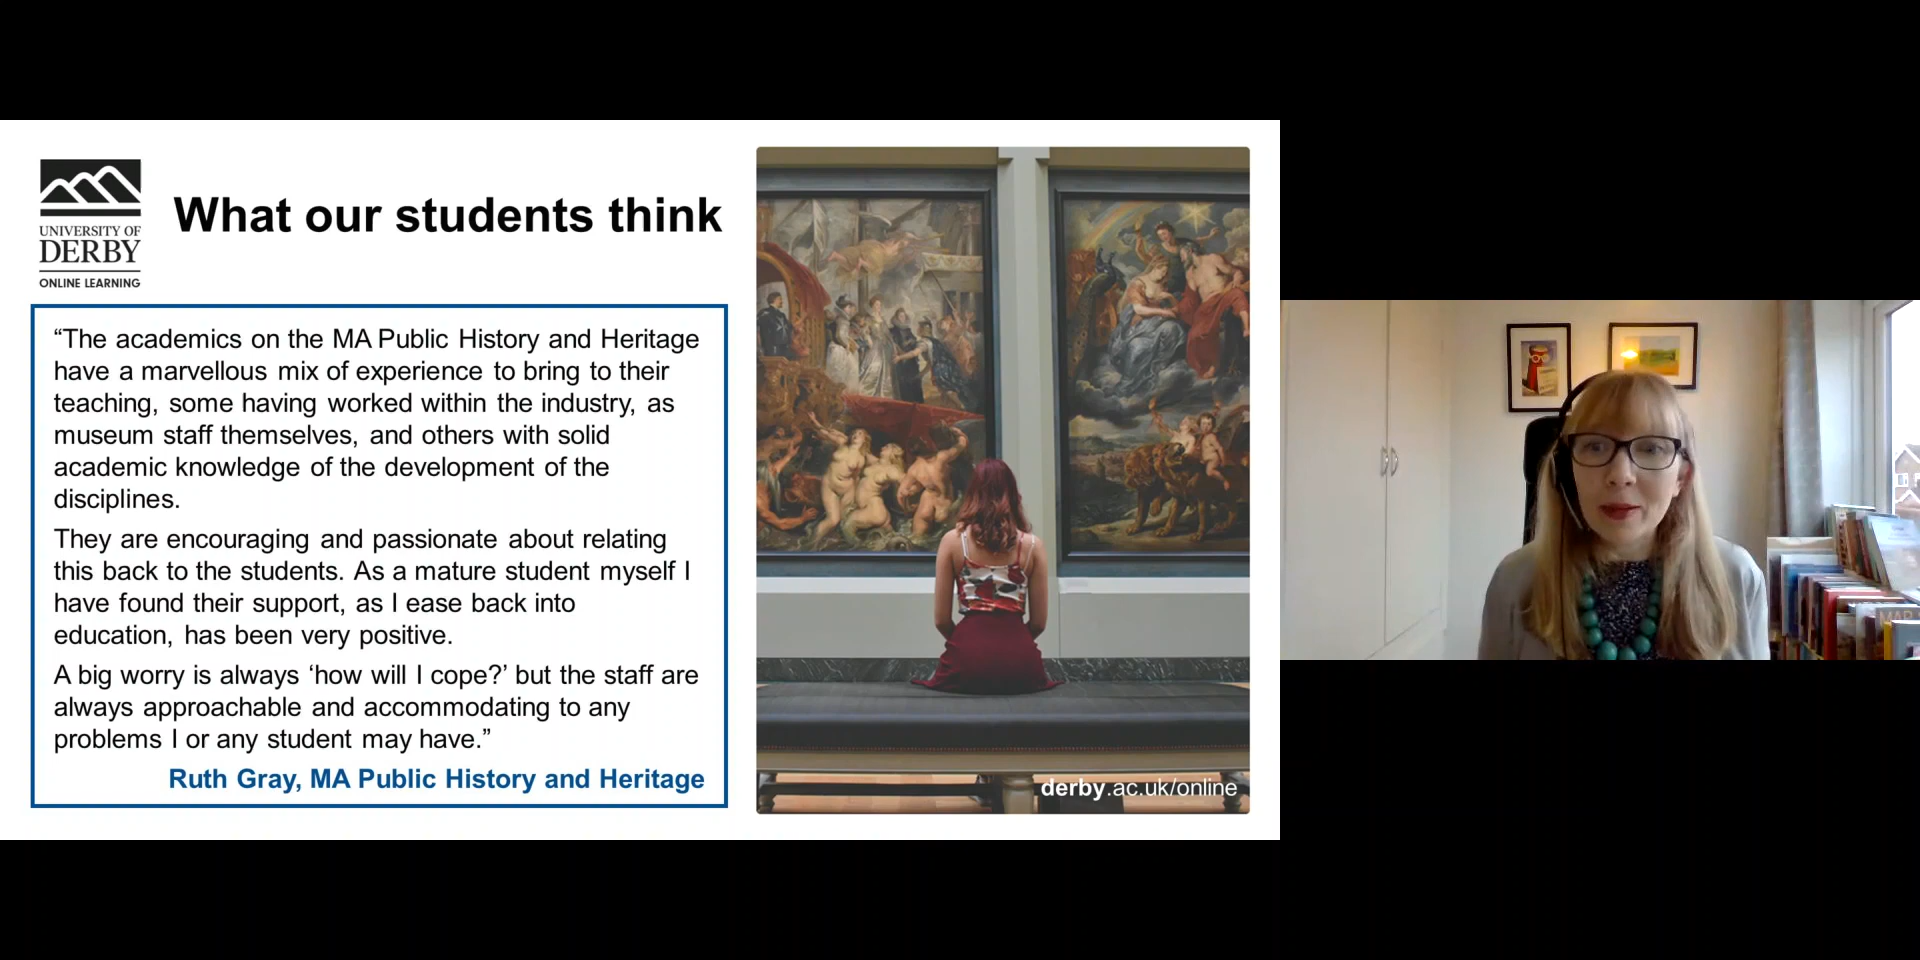 UNIVERSITY OF
DERBY
ONLINE LEARNING
What our students think
“The academics on the MA Public History and Heritage
have a marvellous mix of experience to bring to their
teaching, some having worked within the industry, as
museum staff themselves, and others with solid
academic knowledge of the development of the
disciplines.
They are encouraging and passionate about relating
this back to the students. As a mature student myself I
have found their support, as I ease back into
education, has been very positive.
A big worry is always ‘how will I cope?’ but the staff are
always approachable and accommodating to any
problems I or any student may have.”
Ruth Gray, MA Public History and Heritage
derby.ac.uk/online